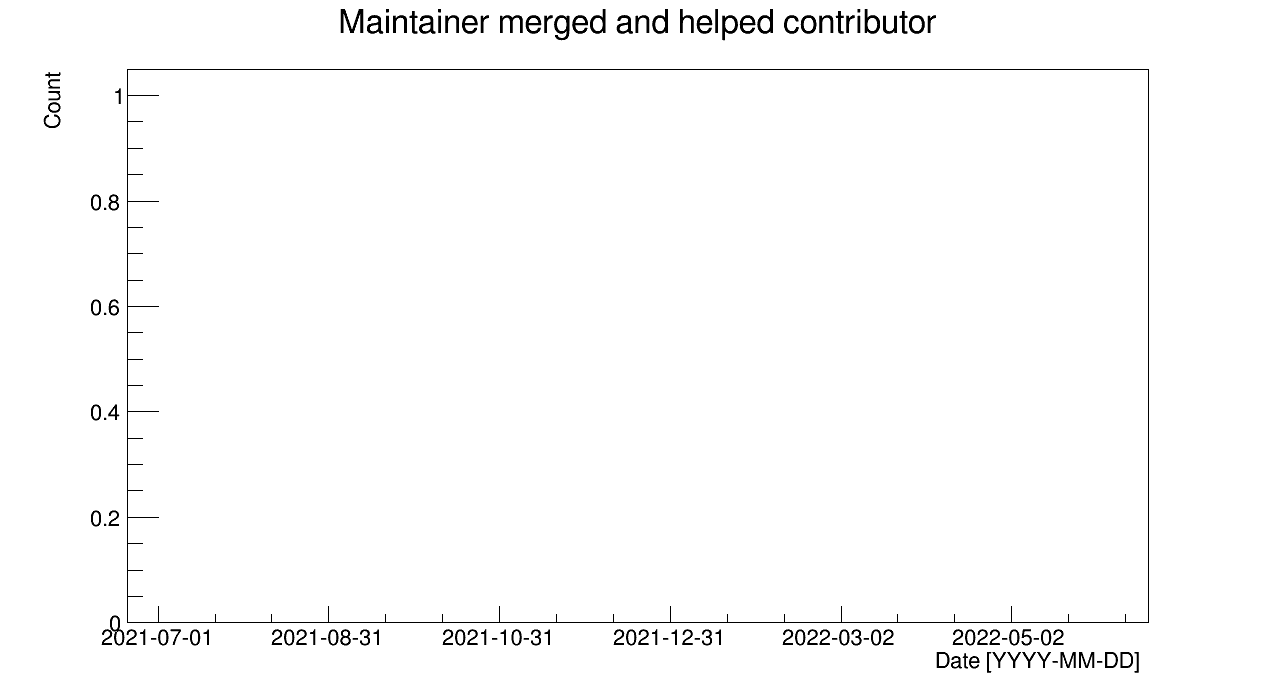 Maintainer merged and helped contributor
Count
1
0.8
0.6
0.4
0.2
0
2021-07-01 2021-08-31 2021-10-31 2021-12-31 2022-03-02 2022-05-02
Date [YYYY-MM-DD]